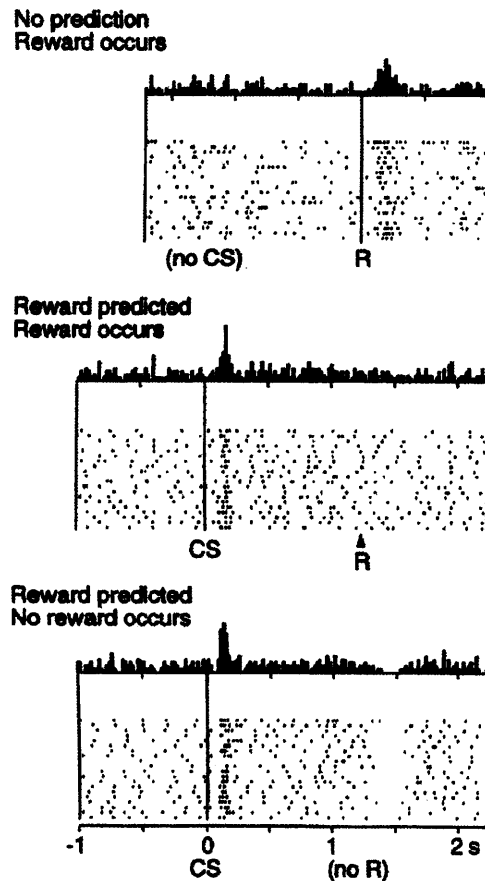 No prediction
Reward occurs
(no CS) R
Reward predicted
Reward occurs
CS R
Reward predicted
No reward occurs
-1 0 1 2 s
CS (no R)